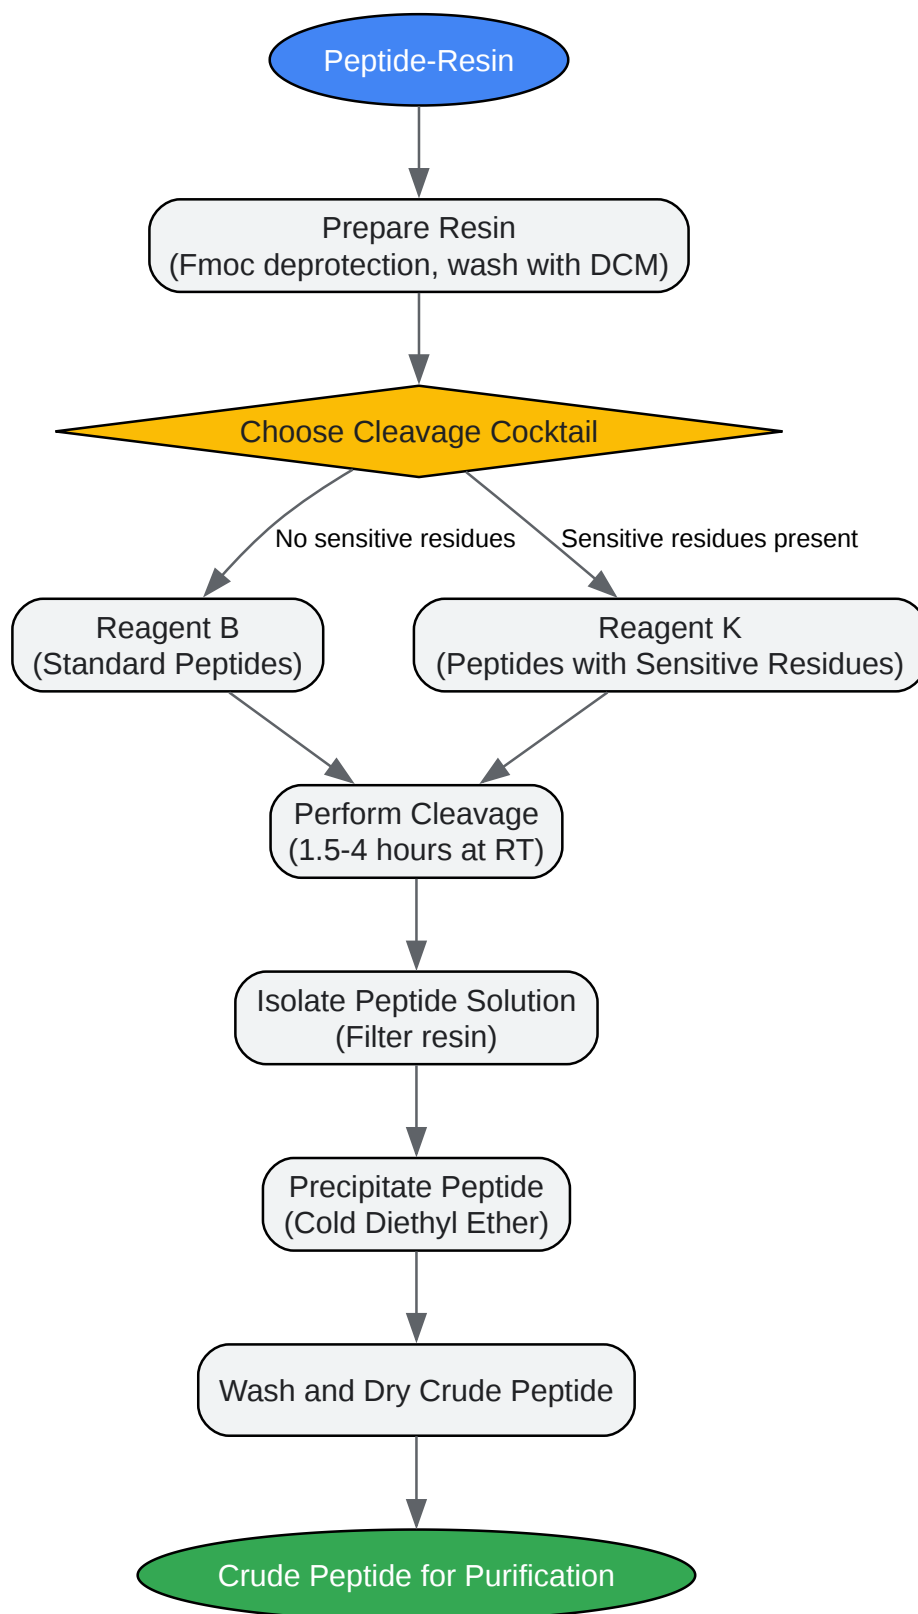 Peptide-Resin
Prepare Resin
(Fmoc deprotection, wash with DCM)
Choose Cleavage Cocktail
No sensitive residues
Sensitive residues present
Reagent B
(Standard Peptides)
Reagent K
(Peptides with Sensitive Residues)
Perform Cleavage
(1.5-4 hours at RT)
Isolate Peptide Solution
(Filter resin)
Precipitate Peptide
(Cold Diethyl Ether)
Wash and Dry Crude Peptide
Crude Peptide for Purification